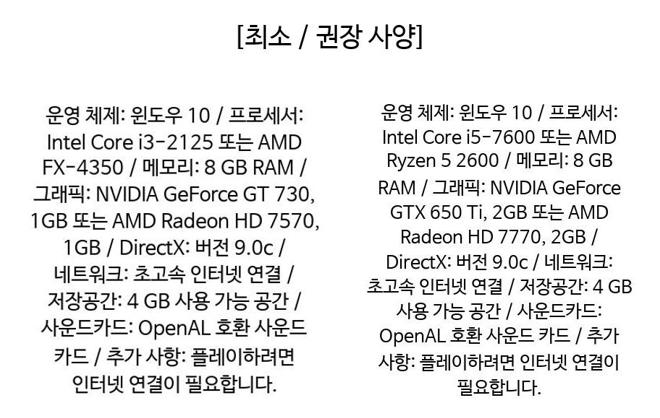 [최소 / 권장 사양]
운영 체제: 윈도우 10 / 프로세서:
Intel Core i3-2125 또는 AMD
FX-4350 / 메모리: 8 GB RAM /
그래픽: NVIDIA GeForce GT 730,
1GB 또는 AMD Radeon HD 7570,
1GB / DirectX: 버전 9.0c /
네트워크: 초고속 인터넷 연결 /
저장공간: 4 GB 사용 가능 공간 /
사운드카드: OpenAL 호환 사운드
카드 / 추가 사항: 플레이하려면
인터넷 연결이 필요합니다.
운영 체제: 윈도우 10 / 프로세서:
Intel Core i5-7600 또는 AMD
Ryzen 5 2600 / 메모리: 8 GB
RAM / 그래픽: NVIDIA GeForce
GTX 650 Ti, 2GB 또는 AMD
Radeon HD 7770, 2GB /
DirectX: 버전 9.0c / 네트워크:
초고속 인터넷 연결 / 저장공간: 4 GB
사용 가능 공간 / 사운드카드:
OpenAL 호환 사운드 카드 / 추가
사항: 플레이하려면 인터넷 연결이
필요합니다.